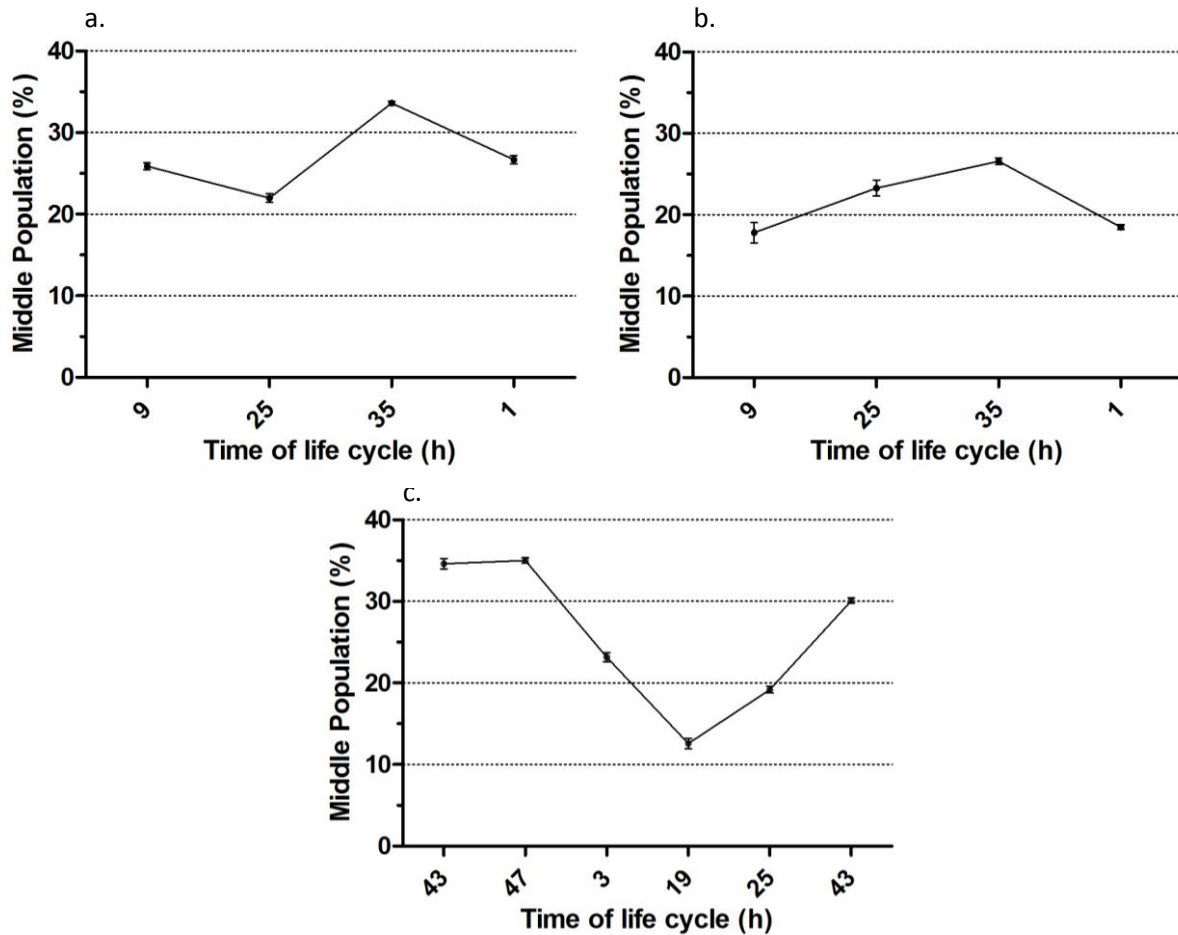 a.
Middle Population (%)
40
30
20
10
0
9 25 35 1
Time of life cycle (h)
b.
Middle Population (%)
40
30
20
10
0
9 25 35 1
Time of life cycle (h)
c.
Middle Population (%)
40
30
20
10
0
43 47 3 19 25 43
Time of life cycle (h)